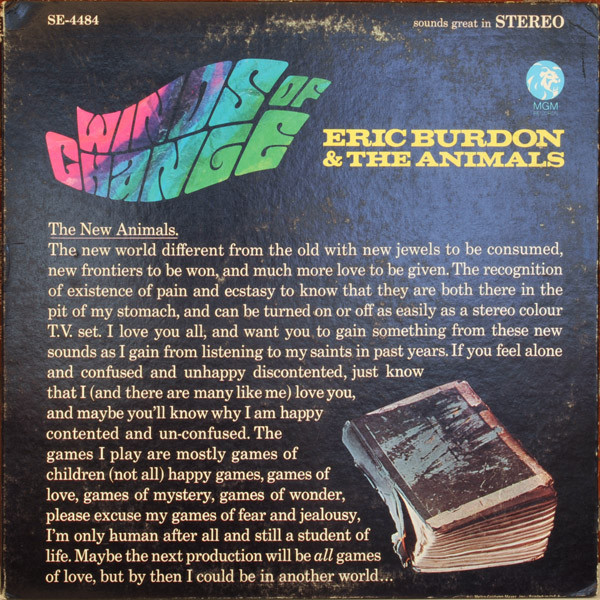 SE-4484
sounds great in STEREO
WINDS OF
CHANGE
MGM
ERIC BURDON
& THE ANIMALS
The New Animals.
The new world different from the old with new jewels to be consumed,
new frontiers to be won, and much more love to be given. The recognition
of existence of pain and ecstasy to know that they are both there in the
pit of my stomach, and can be turned on or off as easily as a stereo colour
T.V. set. I love you all, and want you to gain something from these new
sounds as I gain from listening to my saints in past years. If you feel alone
and confused and unhappy discontented, just know
that I (and there are many like me) love you,
and maybe you'll know why I am happy
contented and un-confused. The
games I play are mostly games of
children (not all) happy games, games of
love, games of mystery, games of wonder,
please excuse my games of fear and jealousy,
I'm only human after all and still a student of
life. Maybe the next production will be all games
of love, but by then I could be in another world...